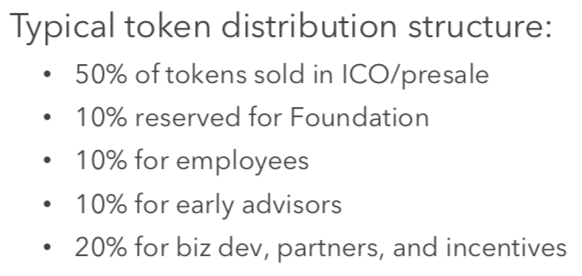 Typical token distribution structure:
• 50% of tokens sold in ICO/presale
• 10% reserved for Foundation
• 10% for employees
• 10% for early advisors
• 20% for biz dev, partners, and incentives